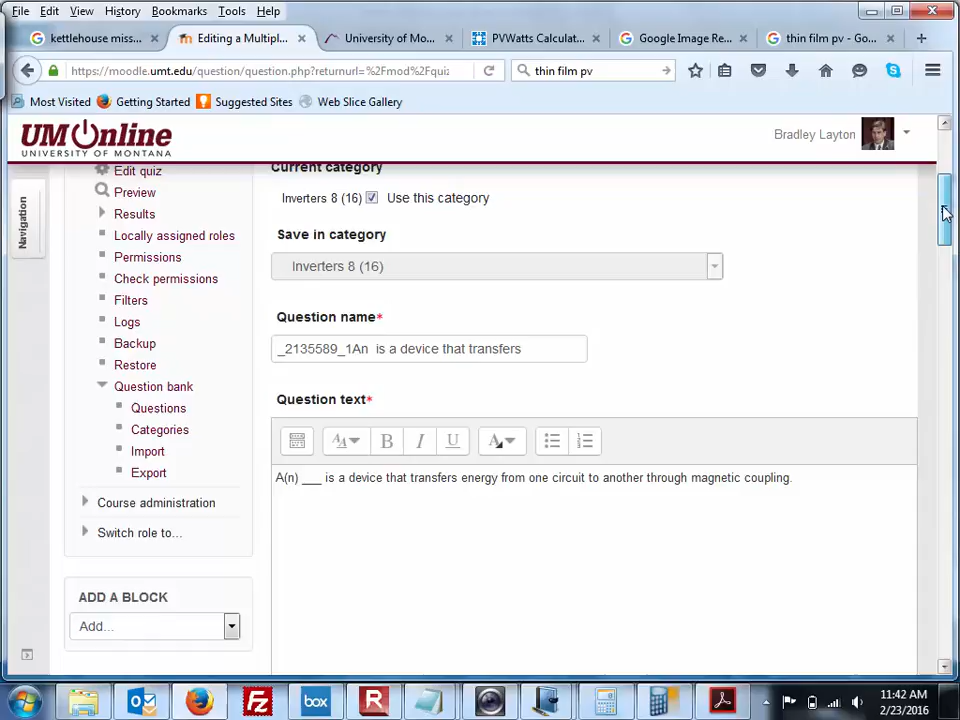 File Edit View History Bookmarks Tools Help
kettlehouse miss... × Editing a Multipl... × University of Mo... × PVWatts Calculat... × Google Image Re... × thin film pv - Go... ×
https://moodle.umt.edu/question/question.php?returnurl=%2Fmod%2Fquiz thin film pv
Most Visited Getting Started Suggested Sites Web Slice Gallery
UMOnline
UNIVERSITY OF MONTANA
Bradley Layton
Navigation
Edit quiz
Preview
Results
Locally assigned roles
Permissions
Check permissions
Filters
Logs
Backup
Restore
Question bank
Questions
Categories
Import
Export
Course administration
Switch role to...
ADD A BLOCK
Add...
Current category
Inverters 8 (16) Use this category
Save in category
Inverters 8 (16)
Question name*
_2135589_1An is a device that transfers
Question text*
A(n) ___ is a device that transfers energy from one circuit to another through magnetic coupling.
box
11:42 AM
2/23/2016